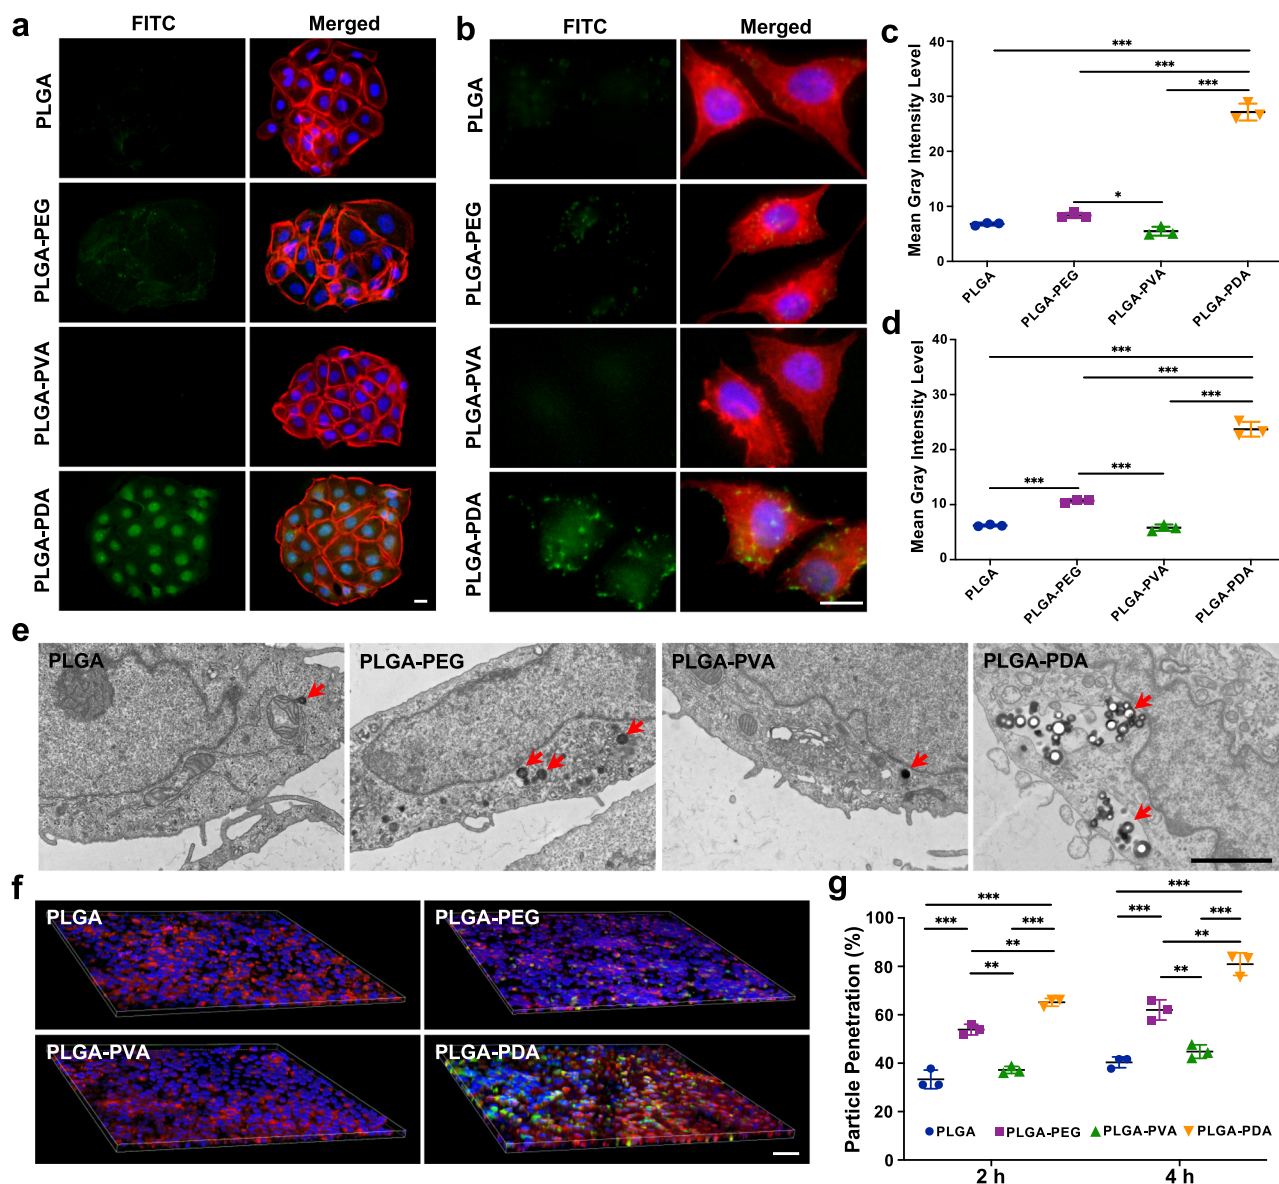 a
FITC
Merged
PLGA
PLGA-PEG
PLGA-PVA
PLGA-PDA
b
FITC
Merged
PLGA
PLGA-PEG
PLGA-PVA
PLGA-PDA
c
Mean Gray Intensity Level
40
30
20
10
0
***
***
***
*
PLGA
PLGA-PEG
PLGA-PVA
PLGA-PDA
d
Mean Gray Intensity Level
40
30
20
10
0
***
***
***
***
***
PLGA
PLGA-PEG
PLGA-PVA
PLGA-PDA
e
PLGA
PLGA-PEG
PLGA-PVA
PLGA-PDA
f
PLGA
PLGA-PEG
PLGA-PVA
PLGA-PDA
g
Particle Penetration (%)
100
80
60
40
20
0
***
*** ***
**
**
***
*** ***
**
**
PLGA PLGA-PEG PLGA-PVA PLGA-PDA
2 h 4 h